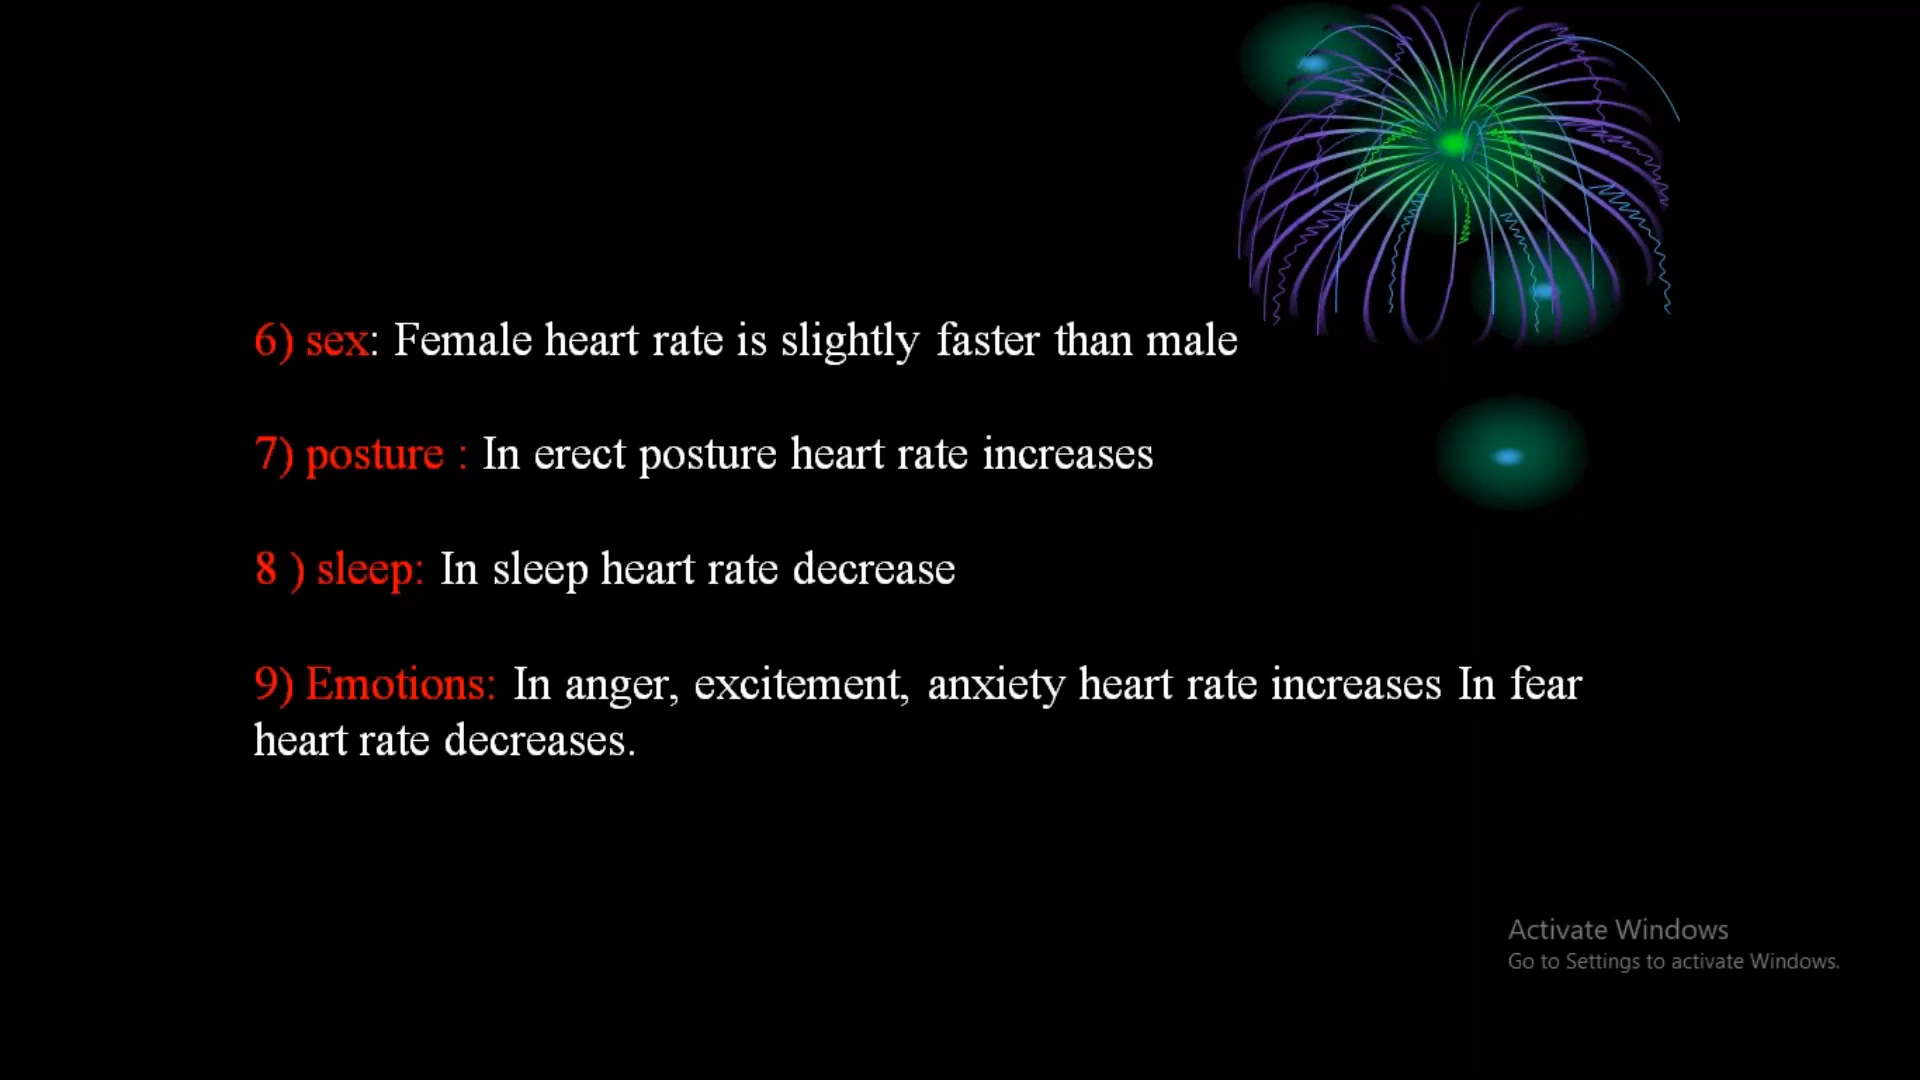 6) sex: Female heart rate is slightly faster than male
7) posture : In erect posture heart rate increases
8 ) sleep: In sleep heart rate decrease
9) Emotions: In anger, excitement, anxiety heart rate increases In fear
heart rate decreases.
Activate Windows
Go to Settings to activate Windows.